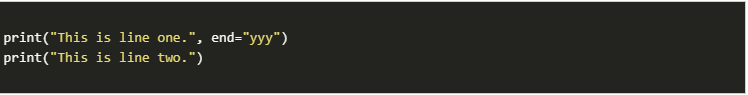 print("This is line one.", end="yyy")
print("This is line two.")